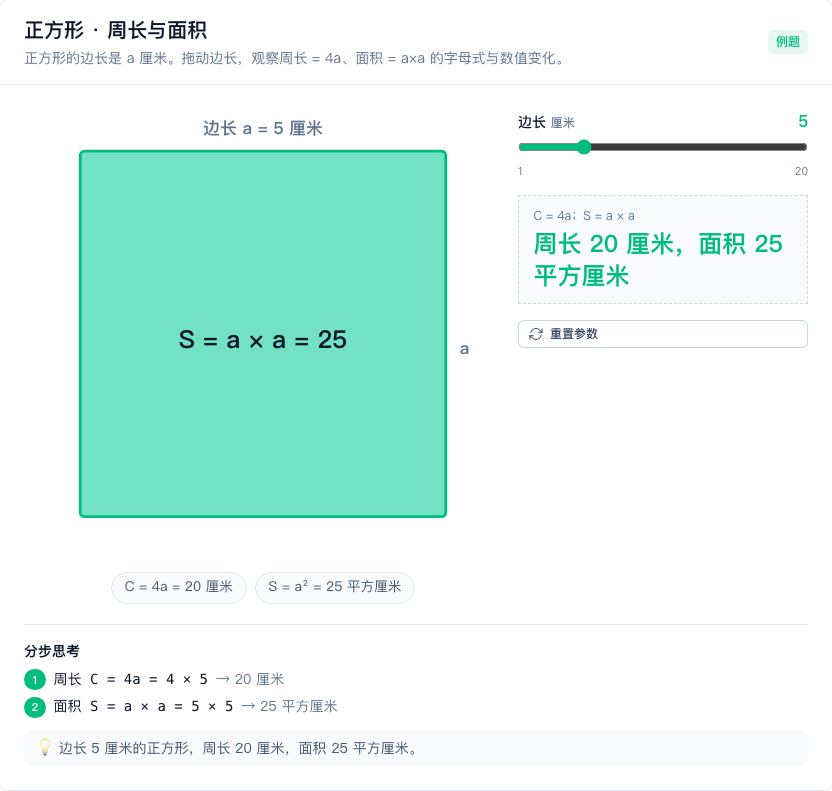 正方形 · 周长与面积
正方形的边长是 a 厘米。拖动边长，观察周长 = 4a、面积 = a×a 的字母式与数值变化。
例题
边长 a = 5 厘米
S = a × a = 25
a
C = 4a = 20 厘米
S = a² = 25 平方厘米
边长 厘米
5
1
20
C = 4a；S = a × a
周长 20 厘米，面积 25
平方厘米
重置参数
分步思考
1 周长 C = 4a = 4 × 5 → 20 厘米
2 面积 S = a × a = 5 × 5 → 25 平方厘米
边长 5 厘米的正方形，周长 20 厘米，面积 25 平方厘米。